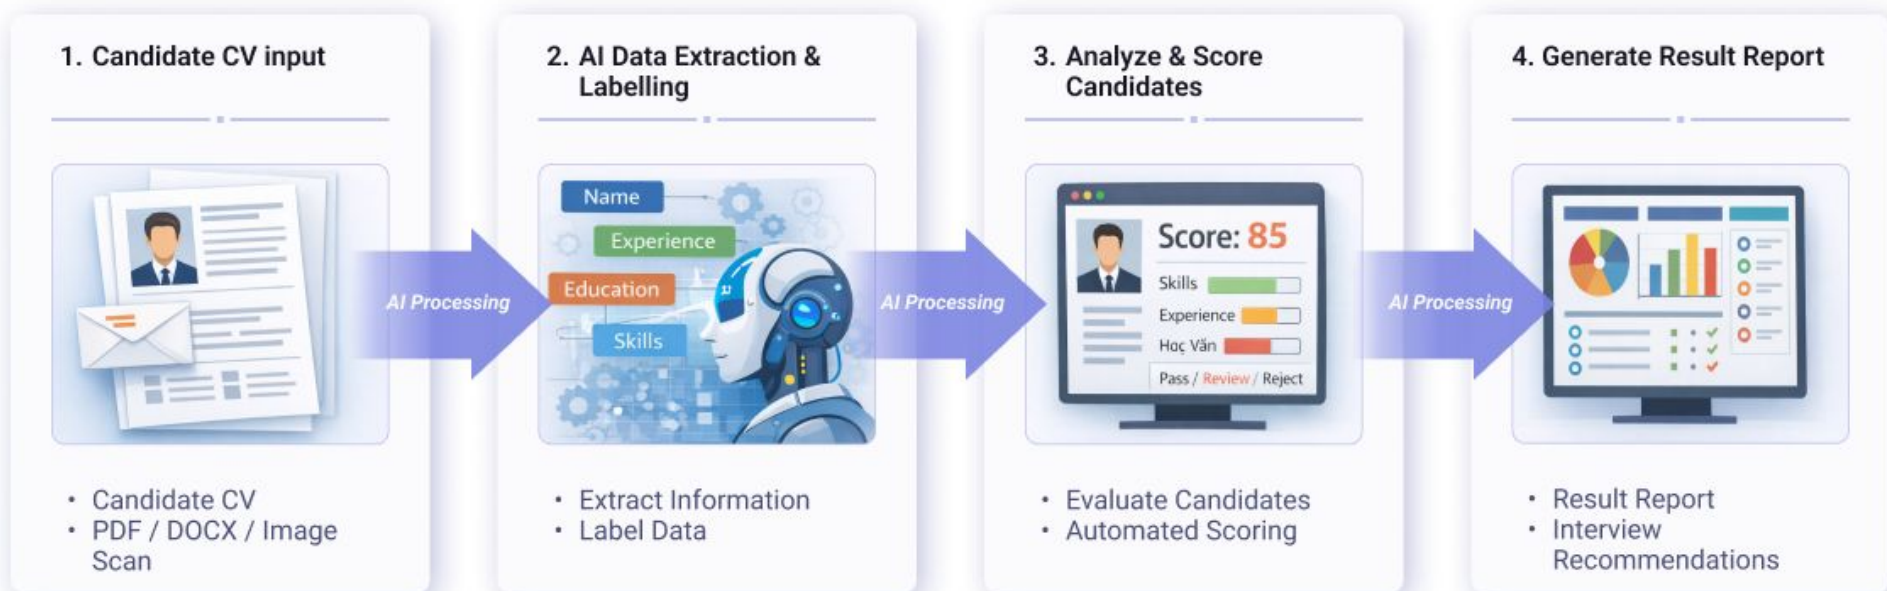 1. Candidate CV input
2. AI Data Extraction &
Labelling
3. Analyze & Score
Candidates
4. Generate Result Report
Name
Experience
Education
Skills
AI Processing
AI Processing
AI Processing
Score: 85
Skills
Experience
Học Văn
Pass / Review / Reject
• Candidate CV
• PDF / DOCX / Image
Scan
• Extract Information
• Label Data
• Evaluate Candidates
• Automated Scoring
• Result Report
• Interview
Recommendations